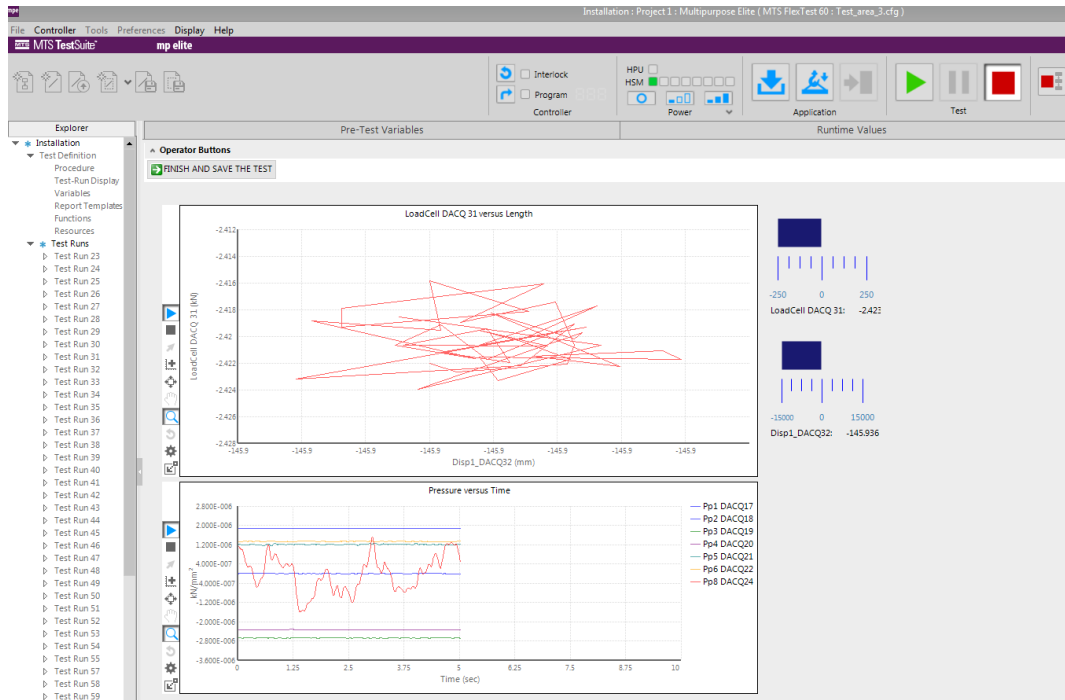 mpe
Installation : Project 1 : Multipurpose Elite ( MTS FlexTest 60 : Test_area_3.cfg )
File Controller Tools Preferences Display Help
MTS MTS TestSuite™ mp elite
Interlock
Program
888
Controller
HPU
HSM
Power
Application
Test
Explorer
Pre-Test Variables
Runtime Values
Installation
Test Definition
Procedure
Test-Run Display
Variables
Report Templates
Functions
Resources
Test Runs
Test Run 23
Test Run 24
Test Run 25
Test Run 26
Test Run 27
Test Run 28
Test Run 29
Test Run 30
Test Run 31
Test Run 32
Test Run 33
Test Run 34
Test Run 35
Test Run 36
Test Run 37
Test Run 38
Test Run 39
Test Run 40
Test Run 41
Test Run 42
Test Run 43
Test Run 44
Test Run 45
Test Run 46
Test Run 47
Test Run 48
Test Run 49
Test Run 50
Test Run 51
Test Run 52
Test Run 53
Test Run 54
Test Run 55
Test Run 57
Test Run 58
Test Run 59
Operator Buttons
FINISH AND SAVE THE TEST
LoadCell DACQ 31 versus Length
LoadCell DACQ 31 (kN)
-2.412
-2.414
-2.416
-2.418
-2.42
-2.422
-2.424
-2.426
-2.428
-145.9 -145.9 -145.9 -145.9 -145.9 -145.9 -145.9 -145.9
Disp1_DACQ32 (mm)
-250 0 250
LoadCell DACQ 31: -2.423
-15000 0 15000
Disp1_DACQ32: -145.936
Pressure versus Time
kN/mm²
2.800E-006
2.000E-006
1.200E-006
4.000E-007
-4.000E-007
-1.200E-006
-2.000E-006
-2.800E-006
-3.600E-006
0 1.25 2.5 3.75 5 6.25 7.5 8.75 10
Time (sec)
Pp1 DACQ17
Pp2 DACQ18
Pp3 DACQ19
Pp4 DACQ20
Pp5 DACQ21
Pp6 DACQ22
Pp8 DACQ24